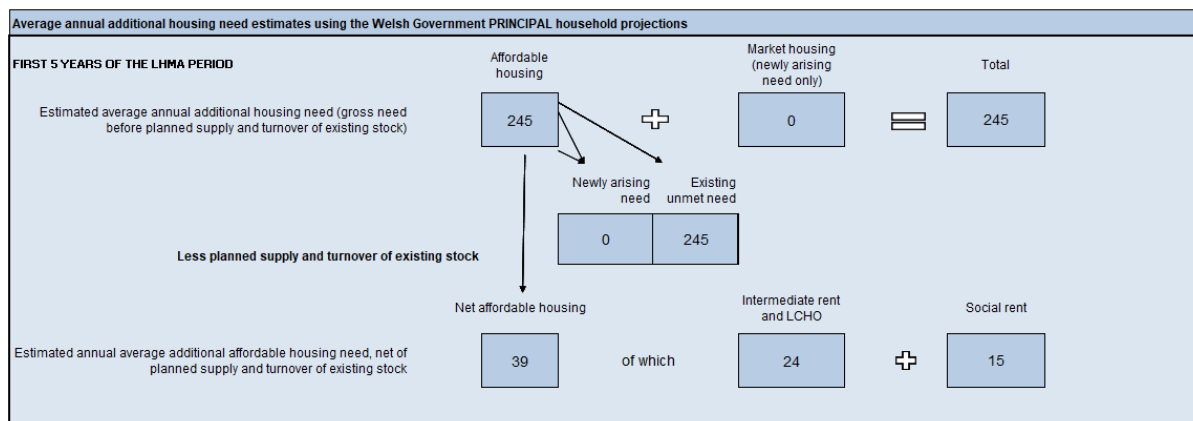 Average annual additional housing need estimates using the Welsh Government PRINCIPAL household projections
FIRST 5 YEARS OF THE LHMA PERIOD
Affordable
housing
Market housing
(newly arising
need only)
Total
Estimated average annual additional housing need (gross need
before planned supply and turnover of existing stock)
245
0
245
Newly arising
need
Existing
unmet need
0
245
Less planned supply and turnover of existing stock
Net affordable housing
Intermediate rent
and LCHO
Social rent
Estimated annual average additional affordable housing need, net of
planned supply and turnover of existing stock
39
of which
24
15